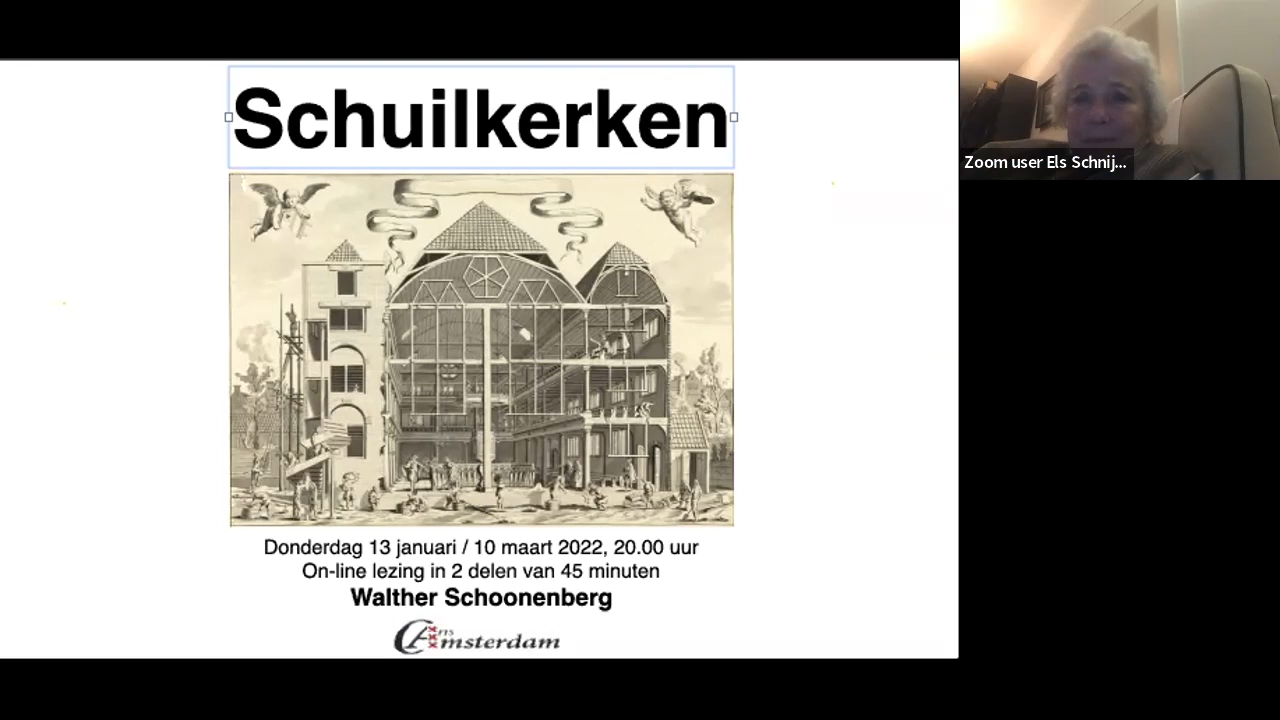 Schuilkerken
Donderdag 13 januari / 10 maart 2022, 20.00 uur
On-line lezing in 2 delen van 45 minuten
Walther Schoonenberg
Amsterdam
Zoom user Els Schnij...